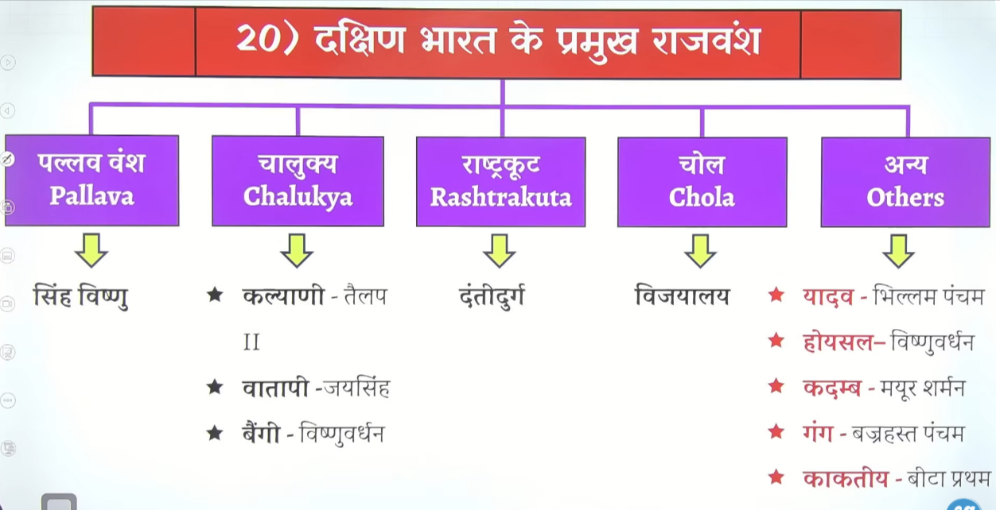 20) दक्षिण भारत के प्रमुख राजवंश
पल्लव वंश
Pallava
सिंह विष्णु
चालुक्य
Chalukya
★ कल्याणी - तैलप
II
★ वातापी -जयसिंह
★ बैंगी - विष्णुवर्धन
राष्ट्रकूट
Rashtrakuta
दंतीदुर्ग
चोल
Chola
विजयालय
अन्य
Others
★ यादव - भिल्लम पंचम
★ होयसल– विष्णुवर्धन
★ कदम्ब - मयूर शर्मन
★ गंग - बज्रहस्त पंचम
★ काकतीय - बीटा प्रथम